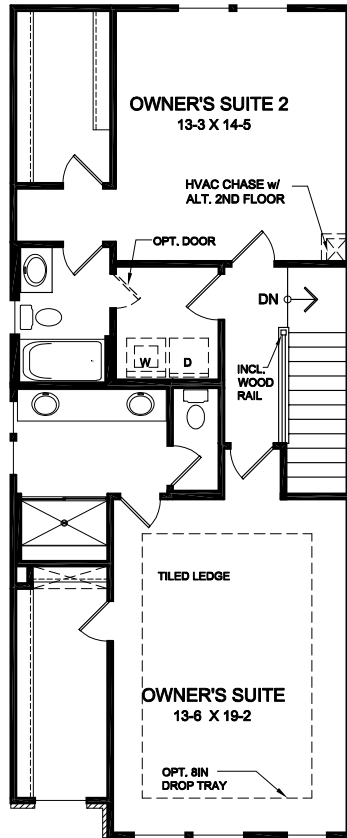 OWNER'S SUITE 2
13-3 X 14-5
HVAC CHASE w/
ALT. 2ND FLOOR
OPT. DOOR
DN
W
D
INCL.
WOOD
RAIL
TILED LEDGE
OWNER'S SUITE
13-6 X 19-2
OPT. 8IN
DROP TRAY